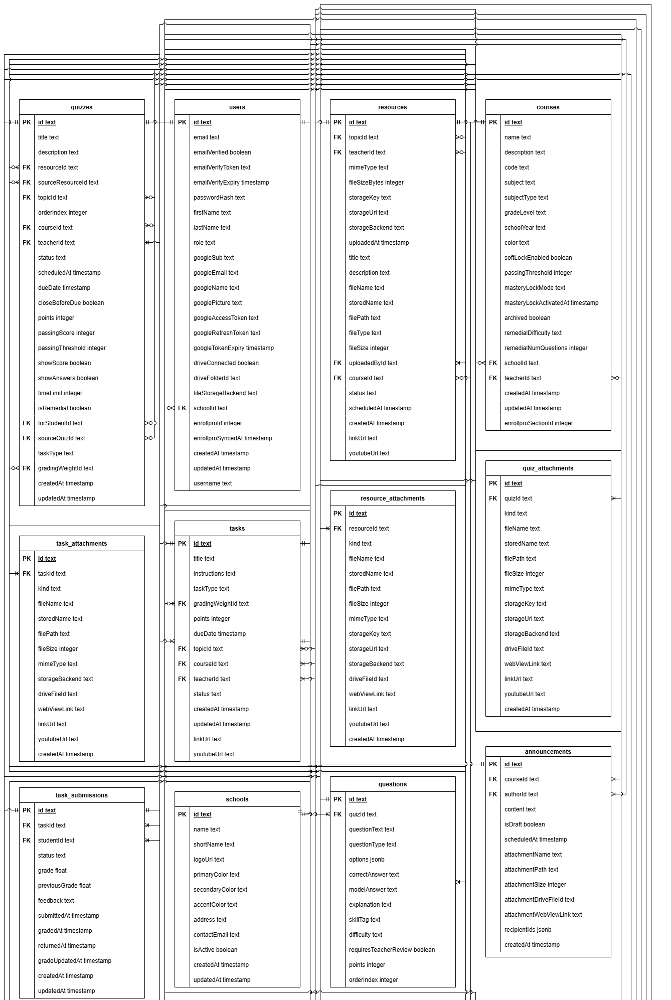 quizzes
PK id text
title text
description text
FK resourceId text
FK sourceResourceId text
FK topicId text
orderIndex integer
FK courseId text
FK teacherId text
status text
scheduledAt timestamp
dueDate timestamp
closeBeforeDue boolean
points integer
passingScore integer
passingThreshold integer
showScore boolean
showAnswers boolean
timeLimit integer
isRemedial boolean
FK forStudentId text
FK sourceQuizId text
taskType text
FK gradingWeightId text
createdAt timestamp
updatedAt timestamp
users
PK id text
email text
emailVerified boolean
emailVerifyToken text
emailVerifyExpiry timestamp
passwordHash text
firstName text
lastName text
role text
googleSub text
googleEmail text
googleName text
googlePicture text
googleAccessToken text
googleRefreshToken text
googleTokenExpiry timestamp
driveConnected boolean
driveFolderId text
fileStorageBackend text
FK schoolId text
enrollproId integer
enrollproSyncedAt timestamp
createdAt timestamp
updatedAt timestamp
username text
resources
PK id text
FK topicId text
FK teacherId text
mimeType text
fileSizeBytes integer
storageKey text
storageUrl text
storageBackend text
uploadedAt timestamp
title text
description text
fileName text
storedName text
filePath text
fileType text
fileSize integer
FK uploadedById text
FK courseId text
status text
scheduledAt timestamp
createdAt timestamp
linkUrl text
youtubeUrl text
courses
PK id text
name text
description text
code text
subject text
subjectType text
gradeLevel text
schoolYear text
color text
softLockEnabled boolean
passingThreshold integer
masteryLockMode text
masteryLockActivatedAt timestamp
archived boolean
remedialDifficulty text
remedialNumQuestions integer
FK schoolId text
FK teacherId text
createdAt timestamp
updatedAt timestamp
enrollproSectionId integer
quiz_attachments
PK id text
FK quizId text
kind text
fileName text
storedName text
filePath text
fileSize integer
mimeType text
storageKey text
storageUrl text
storageBackend text
driveFileId text
webViewLink text
linkUrl text
youtubeUrl text
createdAt timestamp
resource_attachments
PK id text
FK resourceId text
kind text
fileName text
storedName text
filePath text
fileSize integer
mimeType text
storageKey text
storageUrl text
storageBackend text
driveFileId text
webViewLink text
linkUrl text
youtubeUrl text
createdAt timestamp
tasks
PK id text
title text
instructions text
taskType text
FK gradingWeightId text
points integer
dueDate timestamp
FK topicId text
FK courseId text
FK teacherId text
status text
createdAt timestamp
updatedAt timestamp
linkUrl text
youtubeUrl text
task_attachments
PK id text
FK taskId text
kind text
fileName text
storedName text
filePath text
fileSize integer
mimeType text
storageBackend text
driveFileId text
webViewLink text
linkUrl text
youtubeUrl text
createdAt timestamp
announcements
PK id text
FK courseId text
FK authorId text
content text
isDraft boolean
scheduledAt timestamp
attachmentName text
attachmentPath text
attachmentSize integer
attachmentDriveFileId text
attachmentWebViewLink text
recipientIds jsonb
createdAt timestamp
questions
PK id text
FK quizId text
questionText text
questionType text
options jsonb
correctAnswer text
modelAnswer text
explanation text
skillTag text
difficulty text
requiresTeacherReview boolean
points integer
orderIndex integer
task_submissions
PK id text
FK taskId text
FK studentId text
status text
grade float
previousGrade float
feedback text
submittedAt timestamp
gradedAt timestamp
returnedAt timestamp
gradeUpdatedAt timestamp
createdAt timestamp
updatedAt timestamp
schools
PK id text
name text
shortName text
logoUrl text
primaryColor text
secondaryColor text
accentColor text
address text
contactEmail text
isActive boolean
createdAt timestamp
updatedAt timestamp